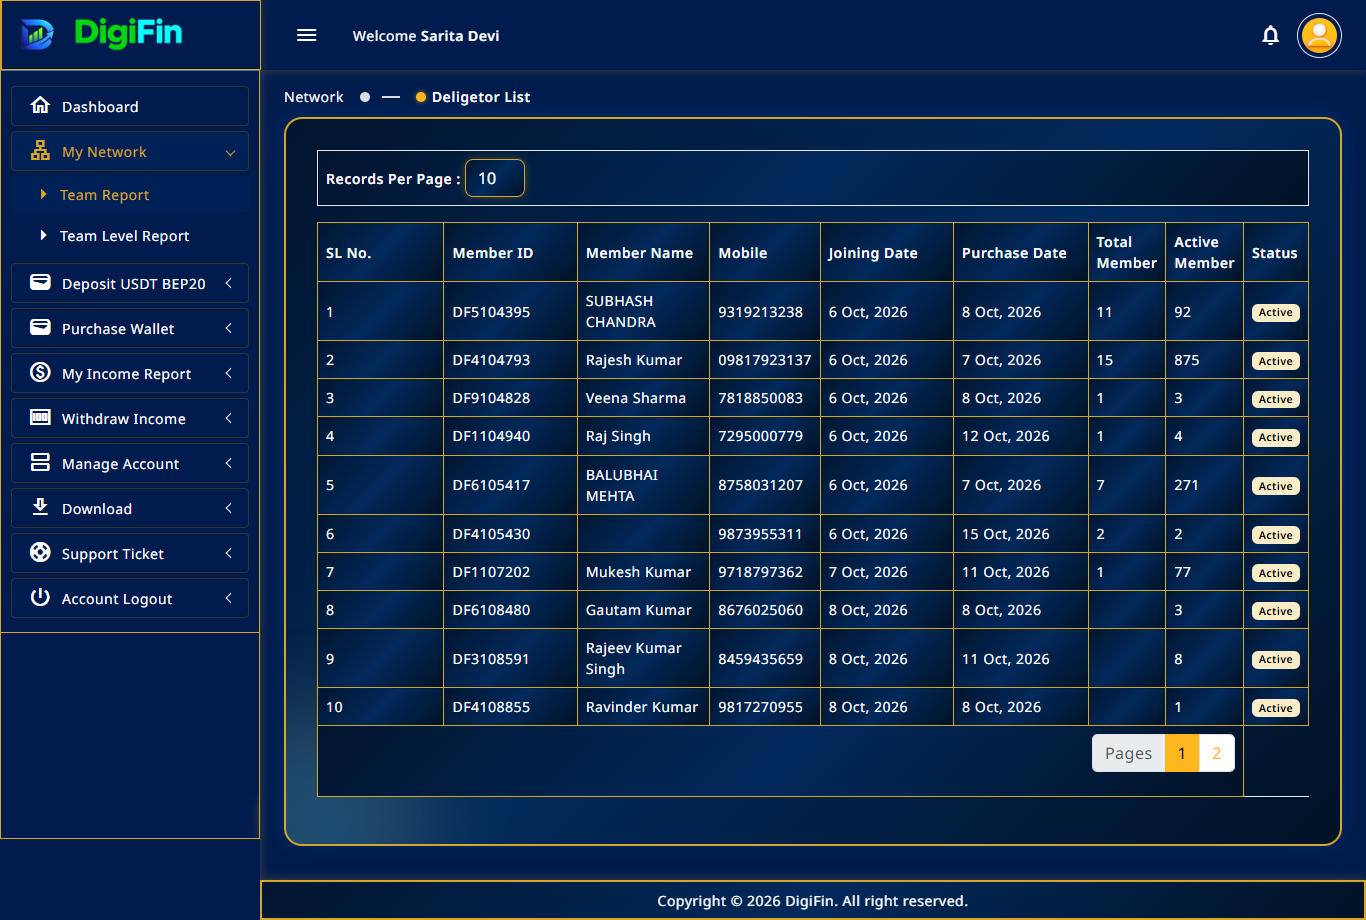 DigiFin
Welcome Sarita Devi
Dashboard
My Network
Team Report
Team Level Report
Deposit USDT BEP20
Purchase Wallet
My Income Report
Withdraw Income
Manage Account
Download
Support Ticket
Account Logout
Network
Deligetor List
Records Per Page : 10
SL No. Member ID Member Name Mobile Joining Date Purchase Date Total Member Active Member Status
1 DF5104395 SUBHASH CHANDRA 9319213238 6 Oct, 2026 8 Oct, 2026 11 92 Active
2 DF4104793 Rajesh Kumar 09817923137 6 Oct, 2026 7 Oct, 2026 15 875 Active
3 DF9104828 Veena Sharma 7818850083 6 Oct, 2026 8 Oct, 2026 1 3 Active
4 DF1104940 Raj Singh 7295000779 6 Oct, 2026 12 Oct, 2026 1 4 Active
5 DF6105417 BALUBHAI MEHTA 8758031207 6 Oct, 2026 7 Oct, 2026 7 271 Active
6 DF4105430 9873955311 6 Oct, 2026 15 Oct, 2026 2 2 Active
7 DF1107202 Mukesh Kumar 9718797362 7 Oct, 2026 11 Oct, 2026 1 77 Active
8 DF6108480 Gautam Kumar 8676025060 8 Oct, 2026 8 Oct, 2026 3 Active
9 DF3108591 Rajeev Kumar Singh 8459435659 8 Oct, 2026 11 Oct, 2026 8 Active
10 DF4108855 Ravinder Kumar 9817270955 8 Oct, 2026 8 Oct, 2026 1 Active
Pages 1 2
Copyright © 2026 DigiFin. All right reserved.